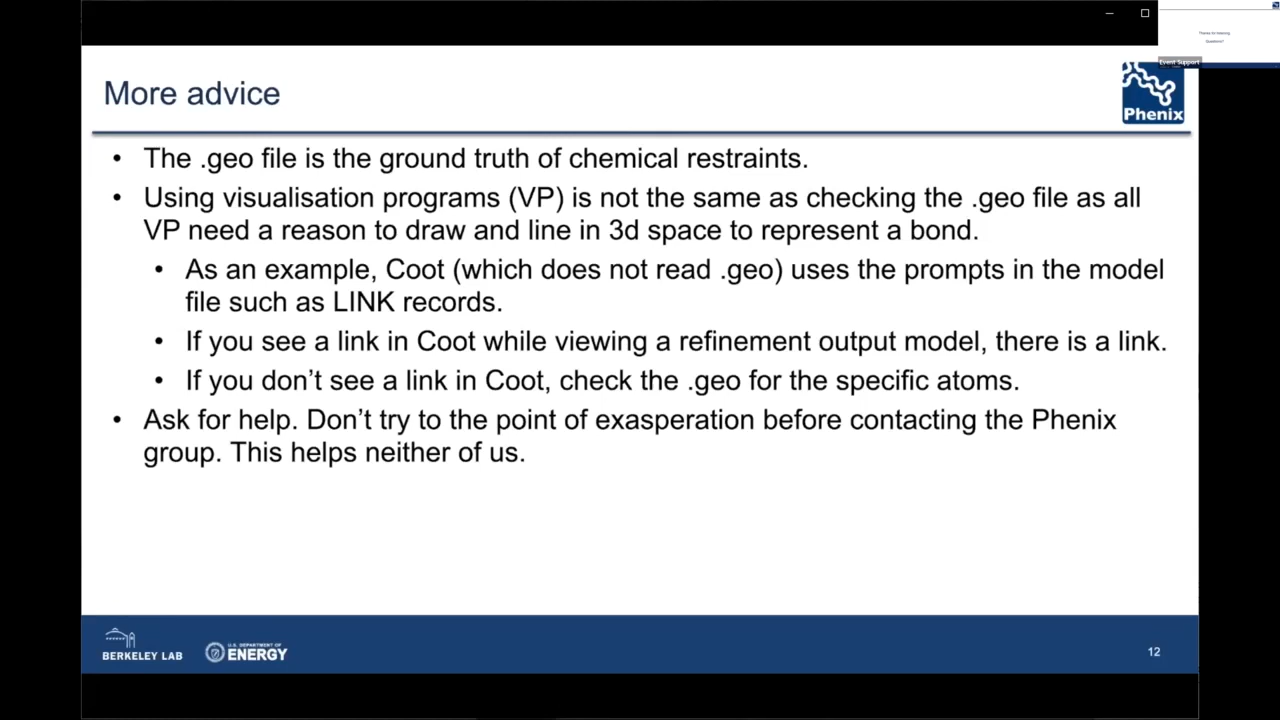 Thanks for listening
Questions?
Event Support
More advice
Phenix
• The .geo file is the ground truth of chemical restraints.
• Using visualisation programs (VP) is not the same as checking the .geo file as all
VP need a reason to draw and line in 3d space to represent a bond.
• As an example, Coot (which does not read .geo) uses the prompts in the model
file such as LINK records.
• If you see a link in Coot while viewing a refinement output model, there is a link.
• If you don’t see a link in Coot, check the .geo for the specific atoms.
• Ask for help. Don’t try to the point of exasperation before contacting the Phenix
group. This helps neither of us.
BERKELEY LAB
U.S. DEPARTMENT OF
ENERGY
12